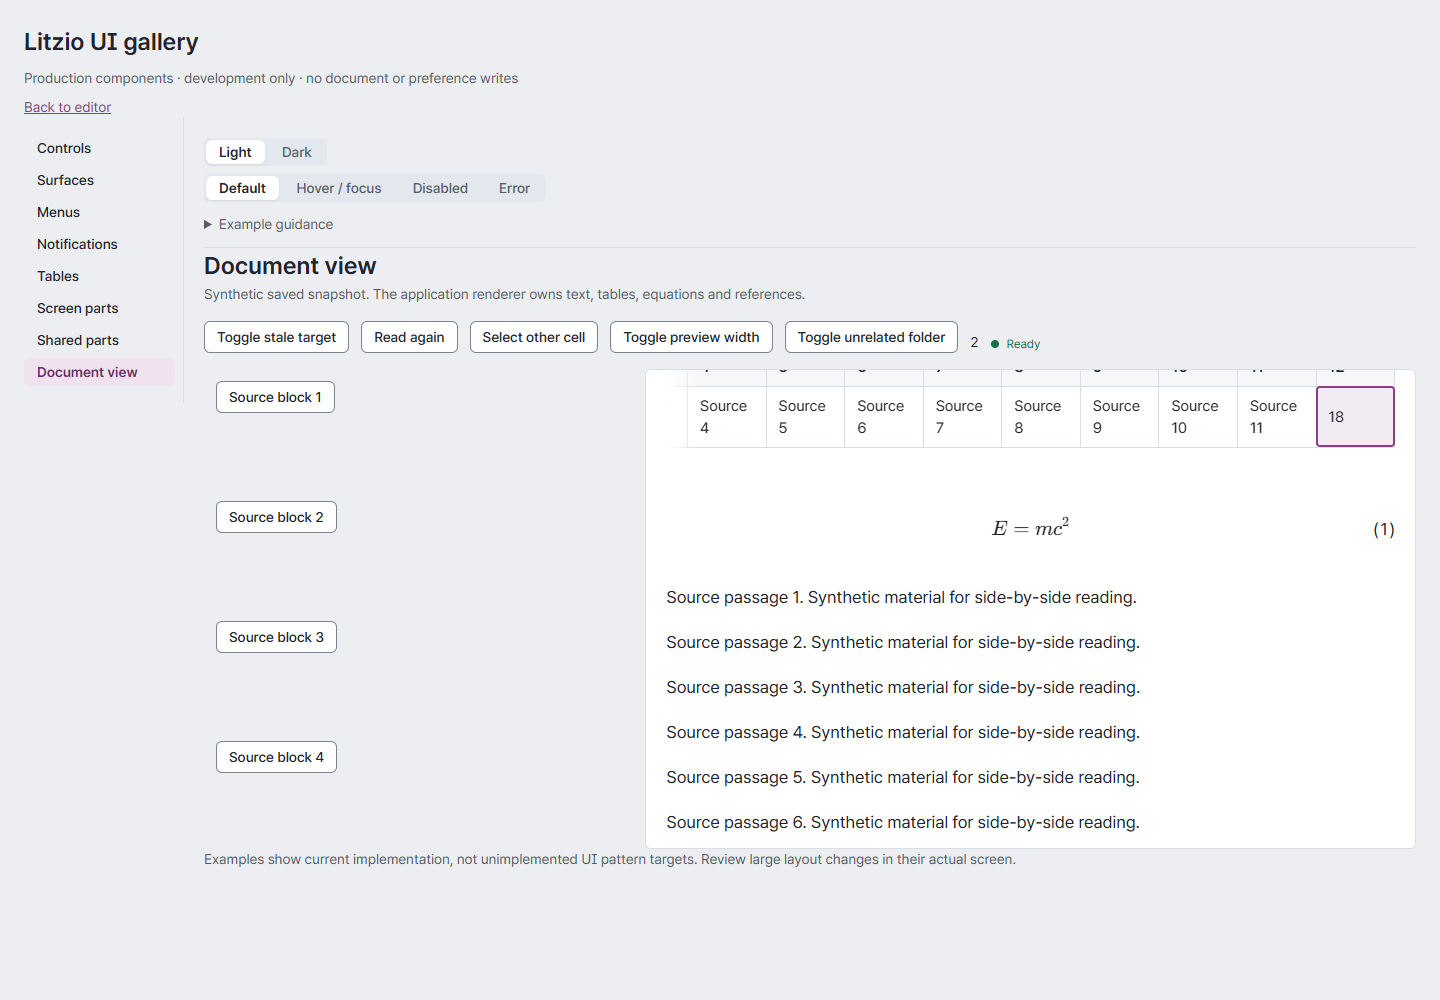 Litzio UI gallery
Production components · development only · no document or preference writes
Back to editor
Controls
Surfaces
Menus
Notifications
Tables
Screen parts
Shared parts
Document view
Light Dark
Default Hover / focus Disabled Error
Example guidance
Document view
Synthetic saved snapshot. The application renderer owns text, tables, equations and references.
Toggle stale target Read again Select other cell Toggle preview width Toggle unrelated folder 2 Ready
Source block 1
Source block 2
Source block 3
Source block 4
Source 4 Source 5 Source 6 Source 7 Source 8 Source 9 Source 10 Source 11 18
E = mc² (1)
Source passage 1. Synthetic material for side-by-side reading.
Source passage 2. Synthetic material for side-by-side reading.
Source passage 3. Synthetic material for side-by-side reading.
Source passage 4. Synthetic material for side-by-side reading.
Source passage 5. Synthetic material for side-by-side reading.
Source passage 6. Synthetic material for side-by-side reading.
Examples show current implementation, not unimplemented UI pattern targets. Review large layout changes in their actual screen.